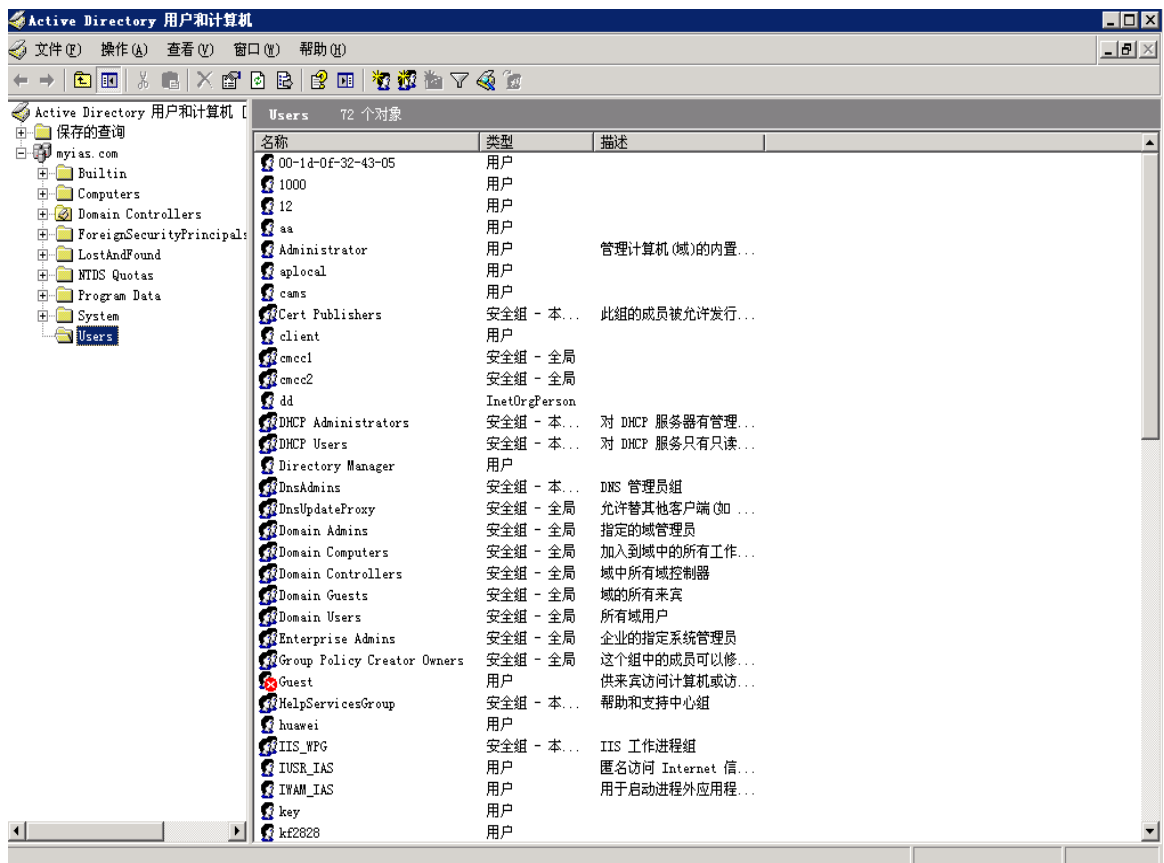 Active Directory 用户和计算机
文件(F) 操作(A) 查看(V) 窗口(W) 帮助(H)
Active Directory 用户和计算机 [
保存的查询
myias.com
Builtin
Computers
Domain Controllers
ForeignSecurityPrincipals
LostAndFound
NTDS Quotas
Program Data
System
Users
Users 72 个对象
名称 类型 描述
00-1d-0f-32-43-05 用户
1000 用户
12 用户
aa 用户
Administrator 用户 管理计算机(域)的内置...
aplocal 用户
cams 用户
Cert Publishers 安全组 - 本... 此组的成员被允许发行...
client 用户
cmcc1 安全组 - 全局
cmcc2 安全组 - 全局
dd InetOrgPerson
DHCP Administrators 安全组 - 本... 对 DHCP 服务器有管理...
DHCP Users 安全组 - 本... 对 DHCP 服务只有只读...
Directory Manager 用户
DnsAdmins 安全组 - 本... DNS 管理员组
DnsUpdateProxy 安全组 - 全局 允许替其他客户端(如 ...
Domain Admins 安全组 - 全局 指定的域管理员
Domain Computers 安全组 - 全局 加入到域中的所有工作...
Domain Controllers 安全组 - 全局 域中所有域控制器
Domain Guests 安全组 - 全局 域的所有来宾
Domain Users 安全组 - 全局 所有域用户
Enterprise Admins 安全组 - 全局 企业的指定系统管理员
Group Policy Creator Owners 安全组 - 全局 这个组中的成员可以修...
Guest 用户 供来宾访问计算机或访...
HelpServicesGroup 安全组 - 本... 帮助和支持中心组
huawei 用户
IIS_WPG 安全组 - 本... IIS 工作进程组
IUSR_IAS 用户 匿名访问 Internet 信...
IWAM_IAS 用户 用于启动进程外应用程...
key 用户
kf2828 用户